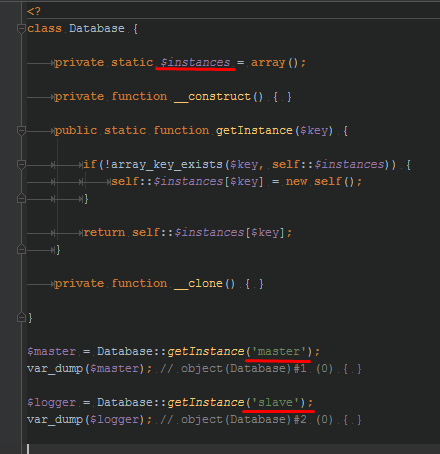 <?
class Database {
private static $instances = array();
private function __construct() { }
public static function getInstance($key) {
if(!array_key_exists($key, self::$instances)) {
self::$instances[$key] = new self();
}
return self::$instances[$key];
}
private function __clone() { }
}
$master = Database::getInstance('master');
var_dump($master); // object(Database)#1 (0) { }
$logger = Database::getInstance('slave');
var_dump($logger); // object(Database)#2 (0) { }